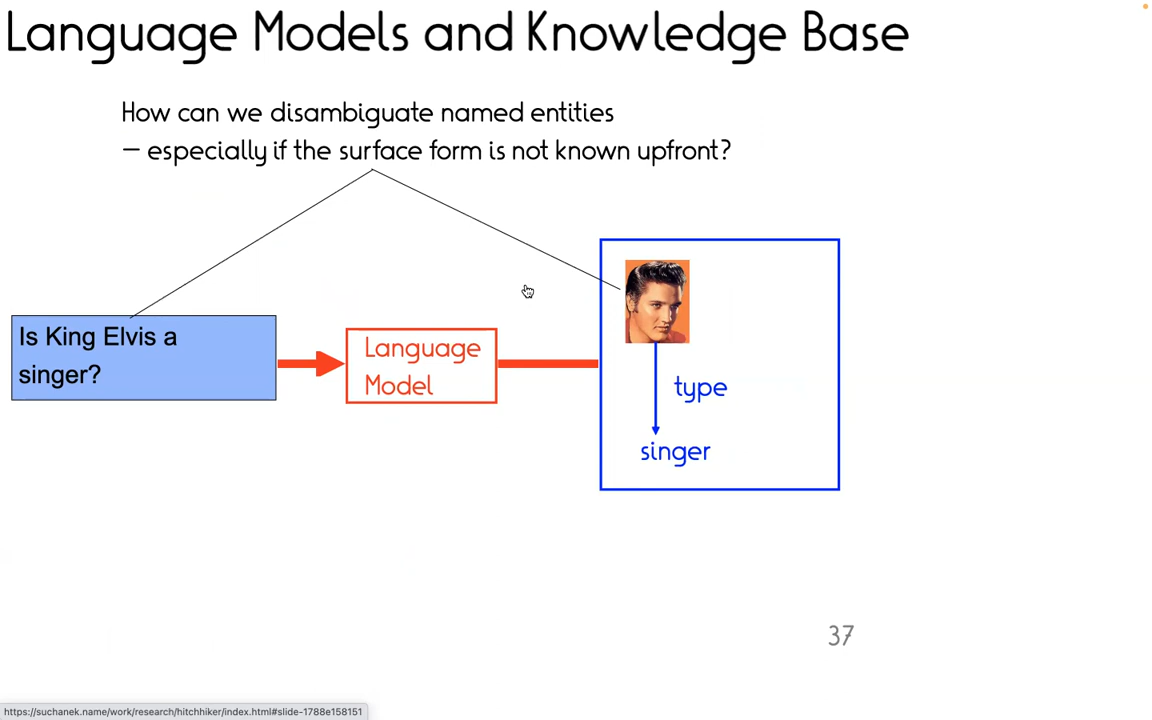 Language Models and Knowledge Base
How can we disambiguate named entities
– especially if the surface form is not known upfront?
Is King Elvis a
singer?
Language
Model
type
singer
37
https://suchanek.name/work/research/hitchhiker/index.html#slide-1788e158151